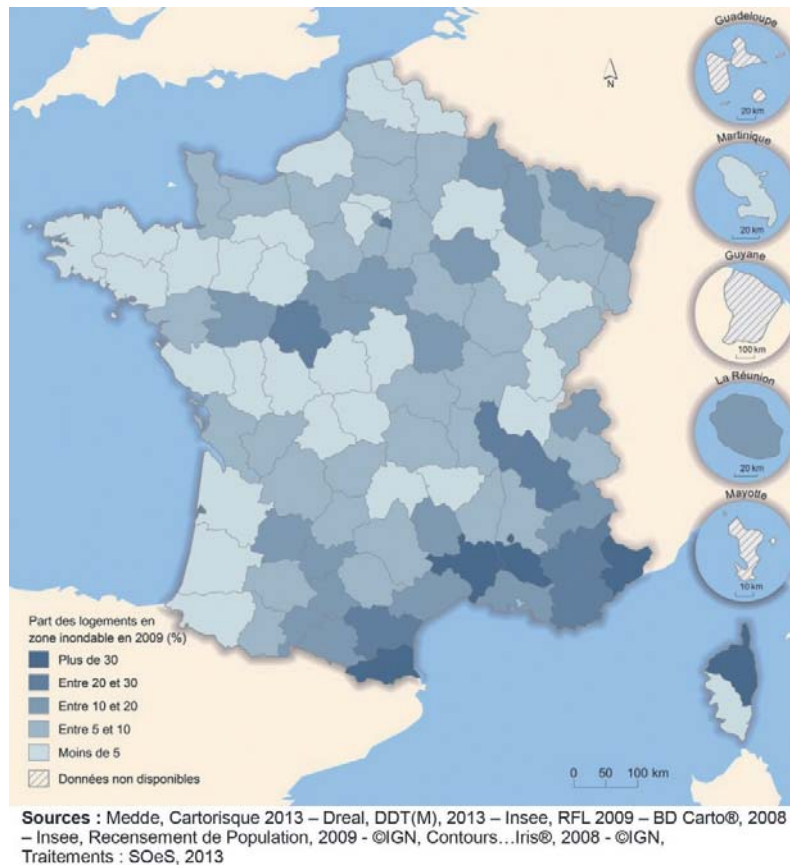 Guadeloupe
N
20 km
Martinique
20 km
Guyane
100 km
La Réunion
20 km
Mayotte
10 km
Part des logements en
zone inondable en 2009 (%)
Plus de 30
Entre 20 et 30
Entre 10 et 20
Entre 5 et 10
Moins de 5
Données non disponibles
0 50 100 km
Sources : Medde, Cartorisque 2013 – Dreal, DDT(M), 2013 – Insee, RFL 2009 – BD Carto®, 2008
– Insee, Recensement de Population, 2009 - ©IGN, Contours...Iris®, 2008 - ©IGN,
Traitements : SOeS, 2013